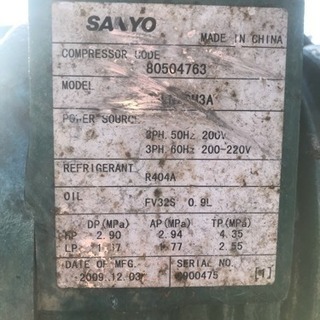 SANYO
MADE IN CHINA
COMPRESSOR CODE
80504763
MODEL
POWER SOURCE
3PH. 50Hz 200V
3PH. 60Hz 200-220V
REFRIGERANT
R404A
OIL
FV32S 0.9L
DP(MPa) AP(MPa) TP(MPa)
HP 2.90 2.94 4.35
LP 1.77 2.55
DATE OF MFG. SERIAL NO.
2009.12.03